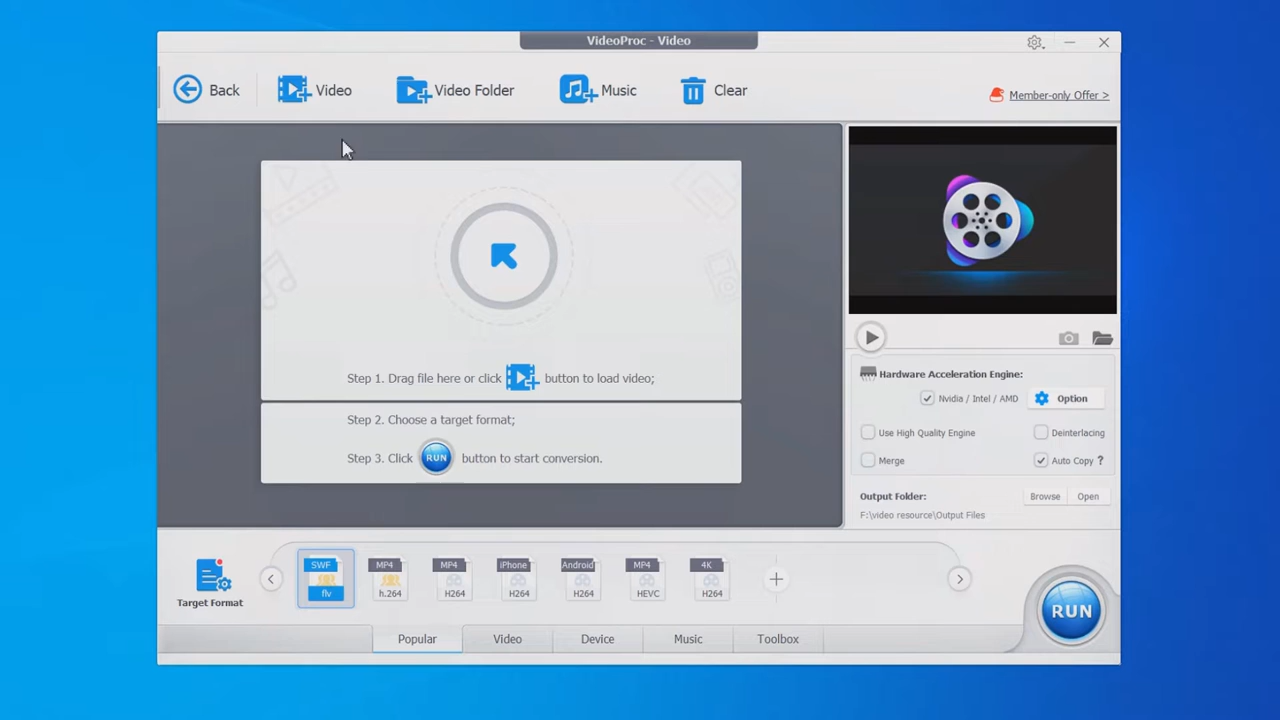 VideoProc - Video
Back
Video
Video Folder
Music
Clear
Member-only Offer >
Step 1. Drag file here or click button to load video;
Step 2. Choose a target format;
Step 3. Click RUN button to start conversion.
Hardware Acceleration Engine:
Nvidia / Intel / AMD
Option
Use High Quality Engine
Deinterlacing
Merge
Auto Copy ?
Output Folder:
Browse
Open
F:\video resource\Output Files
Target Format
SWF
flv
MP4
h.264
MP4
H264
iPhone
H264
Android
H264
MP4
HEVC
4K
H264
RUN
Popular
Video
Device
Music
Toolbox